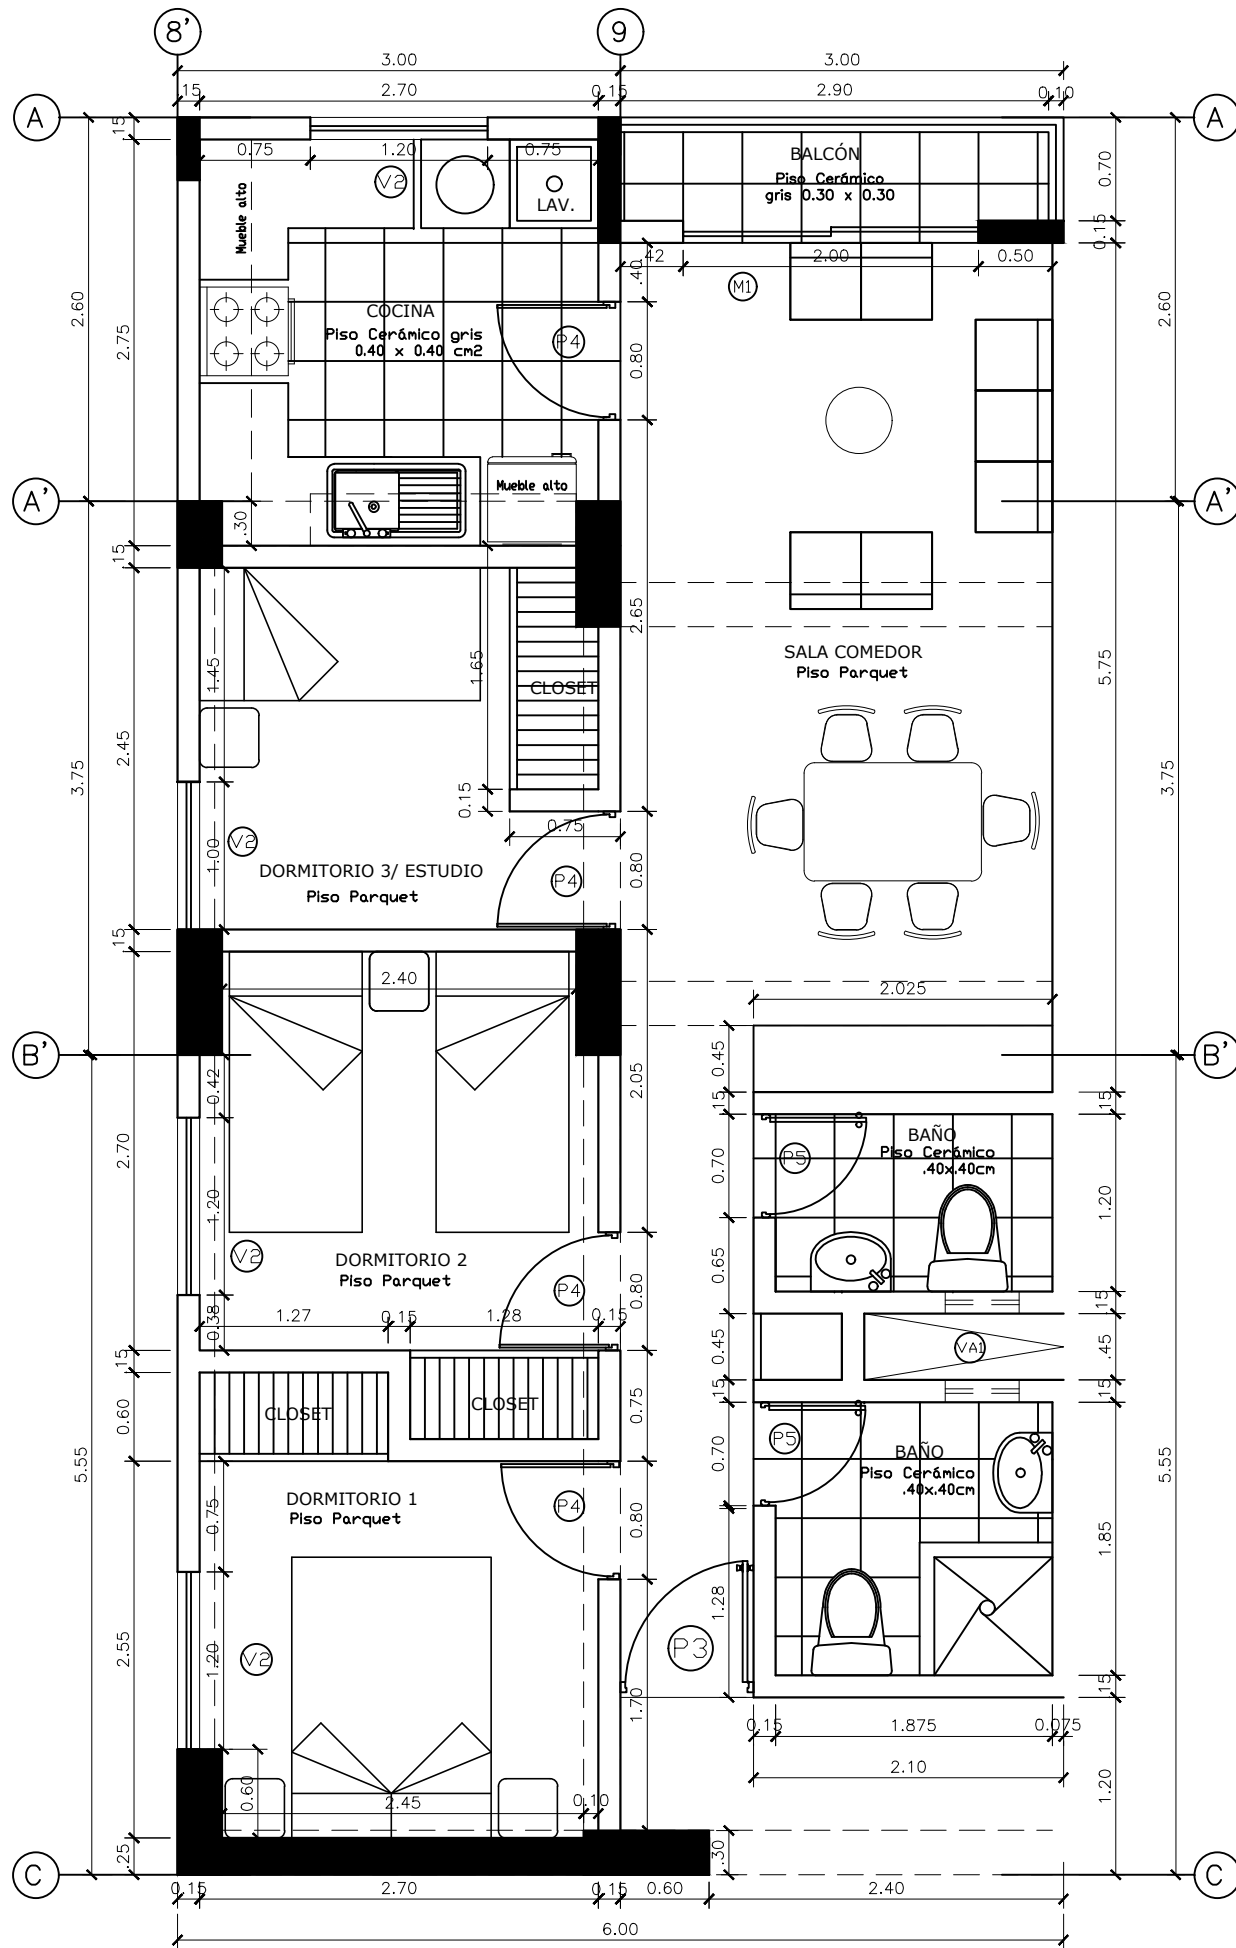 8'
9
3.00
3.00
15
2.70
0.15
2.90
0.10
A
A
15
0.75
1.20
0.75
BALCÓN
Piso Cerámico
gris 0.30 x 0.30
0.70
V2
LAV.
Mueble alto
0.15
.42
2.00
0.50
.40
M1
2.60
2.75
COCINA
Piso Cerámico gris
0.40 x 0.40 cm2
P4
0.80
2.60
Mueble alto
A'
A'
.30
15
2.65
1.45
1.65
CLOSET
SALA COMEDOR
Piso Parquet
5.75
2.45
3.75
3.75
0.15
0.75
V2
1.00
DORMITORIO 3/ ESTUDIO
Piso Parquet
P4
0.80
15
2.40
2.025
B'
B'
0.42
2.05
0.45
15
15
2.70
BAÑO
Piso Cerámico
.40x.40cm
P5
0.70
1.20
1.20
V2
DORMITORIO 2
Piso Parquet
P4
0.80
0.65
0.38
1.27
0.15
1.28
0.15
15
15
0.45
VA1
.45
15
15
0.60
CLOSET
CLOSET
0.75
0.70
P5
BAÑO
Piso Cerámico
.40x.40cm
5.55
5.55
DORMITORIO 1
Piso Parquet
0.75
P4
0.80
1.85
1.28
2.55
1.20
V2
P3
1.70
15
0.15
1.875
0.075
2.10
0.60
2.45
0.10
1.20
.25
.30
C
C
0.15
2.70
0.15
0.60
2.40
6.00